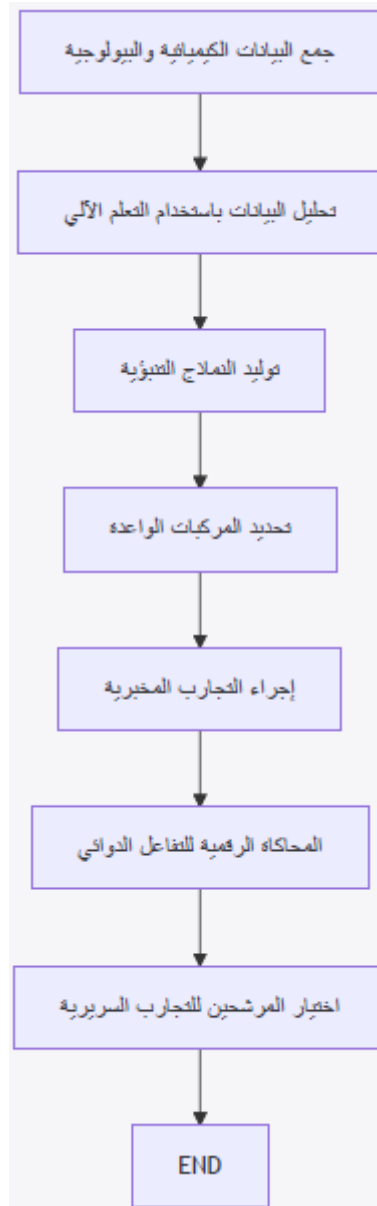 جمع البيانات الكيميائية والبيولوجية
تحليل البيانات باستخدام التعلم الآلي
توليد النماذج التنبؤية
تحديد المركبات الواعدة
إجراء التجارب المخبرية
المحاكاة الرقمية للتفاعل الدوائي
اختيار المرشحين للتجارب السريرية
END